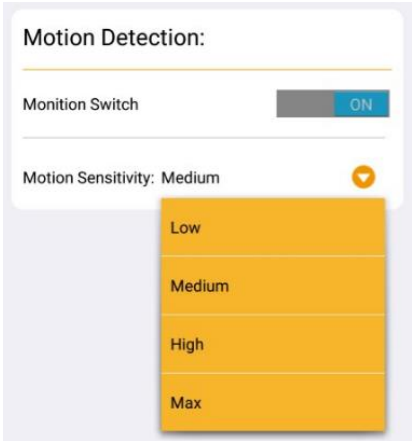 Motion Detection:
Monition Switch ON
Motion Sensitivity: Medium
Low
Medium
High
Max